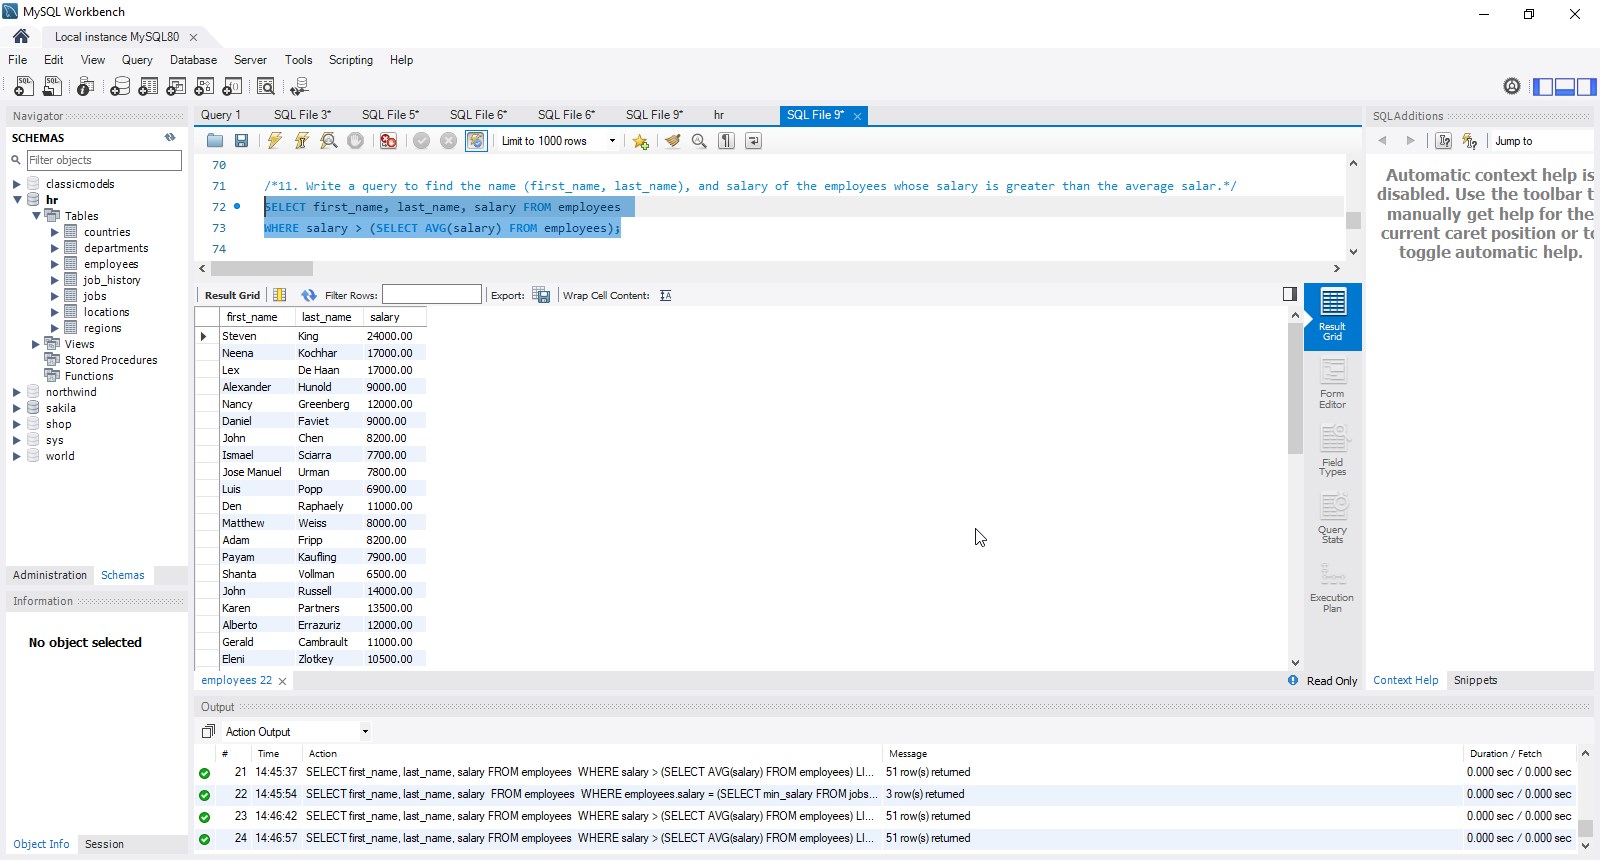 MySQL Workbench
Local instance MySQL80
File Edit View Query Database Server Tools Scripting Help
Navigator
SCHEMAS
Filter objects
classicmodels
hr
Tables
countries
departments
employees
job_history
jobs
locations
regions
Views
Stored Procedures
Functions
northwind
sakila
shop
sys
world
Administration Schemas
Information
No object selected
Object Info Session
Query 1 SQL File 3* SQL File 5* SQL File 6* SQL File 6* SQL File 9* hr SQL File 9*
Limit to 1000 rows
70
71 /*11. Write a query to find the name (first_name, last_name), and salary of the employees whose salary is greater than the average salar.*/
72 SELECT first_name, last_name, salary FROM employees
73 WHERE salary > (SELECT AVG(salary) FROM employees);
74
Result Grid Filter Rows: Export: Wrap Cell Content:
first_name last_name salary
Steven King 24000.00
Neena Kochhar 17000.00
Lex De Haan 17000.00
Alexander Hunold 9000.00
Nancy Greenberg 12000.00
Daniel Faviet 9000.00
John Chen 8200.00
Ismael Sciarra 7700.00
Jose Manuel Urman 7800.00
Luis Popp 6900.00
Den Raphaely 11000.00
Matthew Weiss 8000.00
Adam Fripp 8200.00
Payam Kaufling 7900.00
Shanta Vollman 6500.00
John Russell 14000.00
Karen Partners 13500.00
Alberto Errazuriz 12000.00
Gerald Cambrault 11000.00
Eleni Zlotkey 10500.00
Result
Grid
Form
Editor
Field
Types
Query
Stats
Execution
Plan
employees 22
Read Only
SQLAdditions
Jump to
Automatic context help is
disabled. Use the toolbar t
manually get help for the
current caret position or to
toggle automatic help.
Context Help Snippets
Output
Action Output
# Time Action Message Duration / Fetch
21 14:45:37 SELECT first_name, last_name, salary FROM employees WHERE salary > (SELECT AVG(salary) FROM employees) LI... 51 row(s) returned 0.000 sec / 0.000 sec
22 14:45:54 SELECT first_name, last_name, salary FROM employees WHERE employees.salary = (SELECT min_salary FROM jobs... 3 row(s) returned 0.000 sec / 0.000 sec
23 14:46:42 SELECT first_name, last_name, salary FROM employees WHERE salary > (SELECT AVG(salary) FROM employees) LI... 51 row(s) returned 0.000 sec / 0.000 sec
24 14:46:57 SELECT first_name, last_name, salary FROM employees WHERE salary > (SELECT AVG(salary) FROM employees) LI... 51 row(s) returned 0.000 sec / 0.000 sec